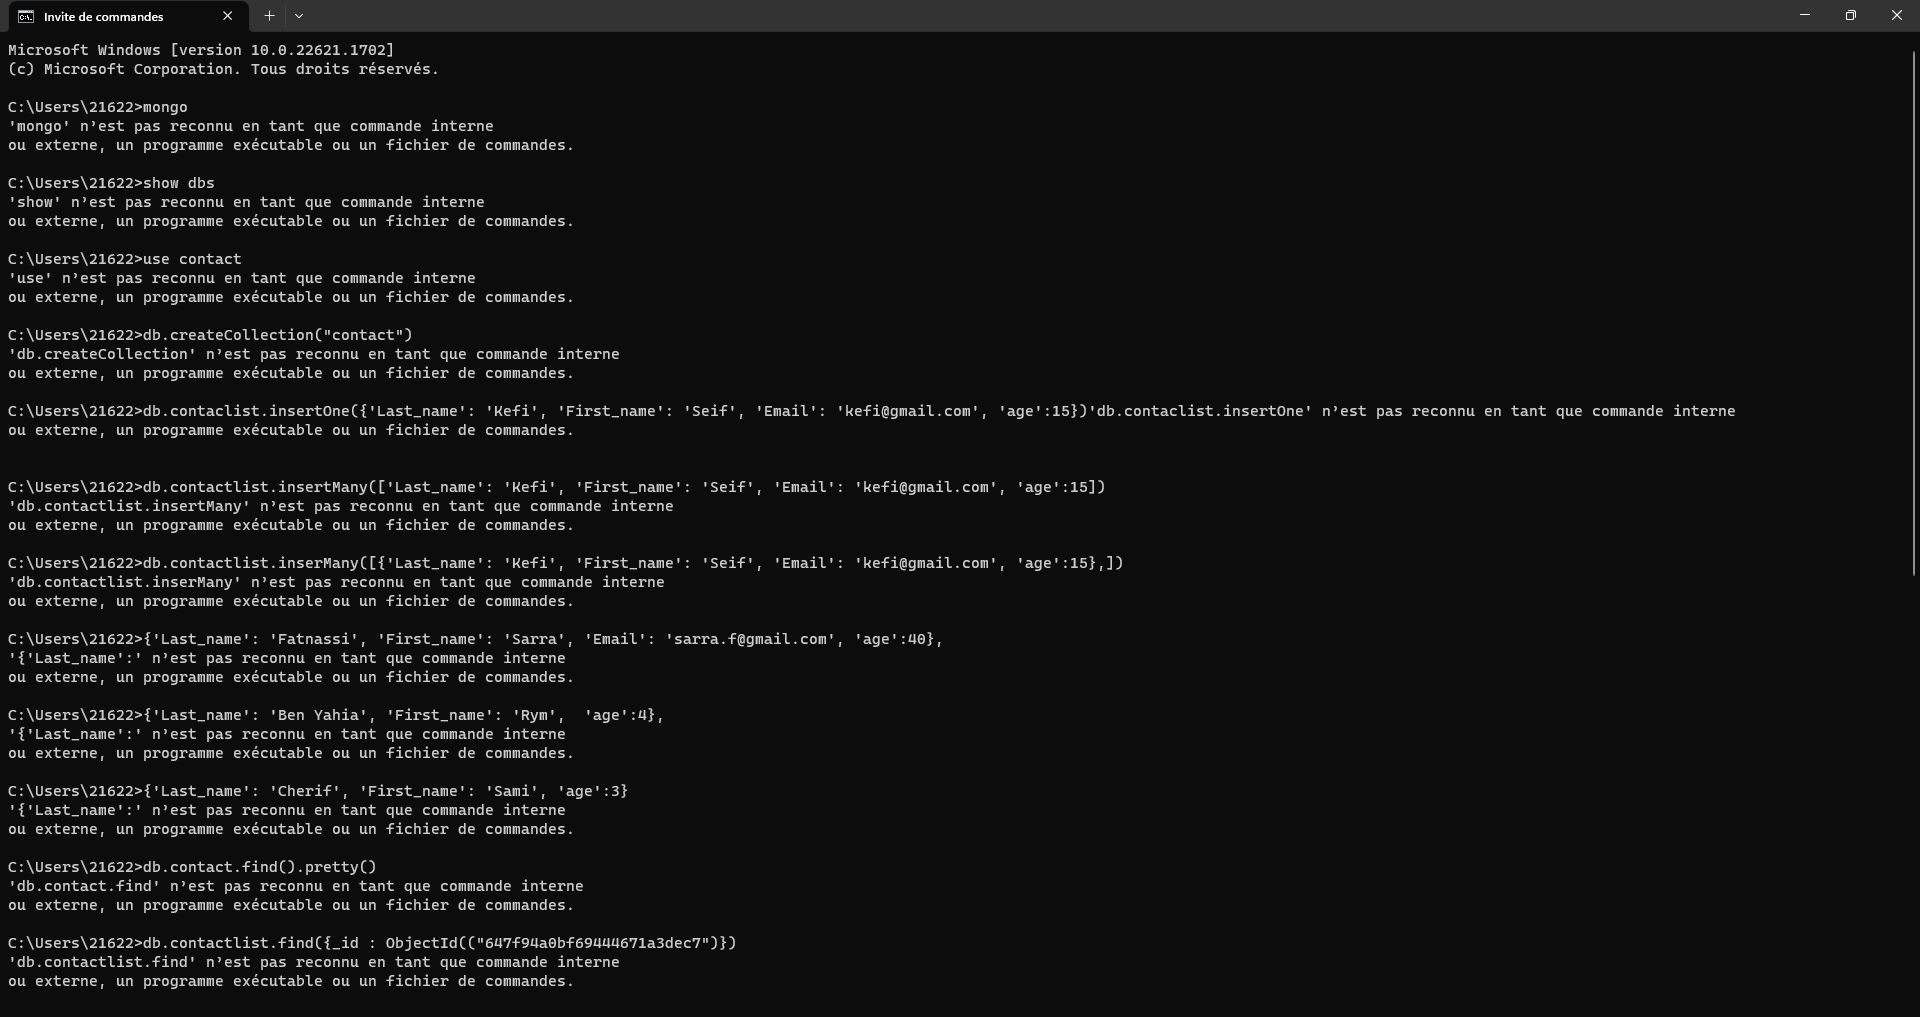 Invite de commandes
Microsoft Windows [version 10.0.22621.1702]
(c) Microsoft Corporation. Tous droits réservés.
C:\Users\21622>mongo
'mongo' n’est pas reconnu en tant que commande interne
ou externe, un programme exécutable ou un fichier de commandes.
C:\Users\21622>show dbs
'show' n’est pas reconnu en tant que commande interne
ou externe, un programme exécutable ou un fichier de commandes.
C:\Users\21622>use contact
'use' n’est pas reconnu en tant que commande interne
ou externe, un programme exécutable ou un fichier de commandes.
C:\Users\21622>db.createCollection("contact")
'db.createCollection' n’est pas reconnu en tant que commande interne
ou externe, un programme exécutable ou un fichier de commandes.
C:\Users\21622>db.contaclist.insertOne({'Last_name': 'Kefi', 'First_name': 'Seif', 'Email': 'kefi@gmail.com', 'age':15})'db.contaclist.insertOne' n’est pas reconnu en tant que commande interne
ou externe, un programme exécutable ou un fichier de commandes.
C:\Users\21622>db.contactlist.insertMany(['Last_name': 'Kefi', 'First_name': 'Seif', 'Email': 'kefi@gmail.com', 'age':15])
'db.contactlist.insertMany' n’est pas reconnu en tant que commande interne
ou externe, un programme exécutable ou un fichier de commandes.
C:\Users\21622>db.contactlist.inserMany([{'Last_name': 'Kefi', 'First_name': 'Seif', 'Email': 'kefi@gmail.com', 'age':15},])
'db.contactlist.inserMany' n’est pas reconnu en tant que commande interne
ou externe, un programme exécutable ou un fichier de commandes.
C:\Users\21622>{'Last_name': 'Fatnassi', 'First_name': 'Sarra', 'Email': 'sarra.f@gmail.com', 'age':40},
'{'Last_name':' n’est pas reconnu en tant que commande interne
ou externe, un programme exécutable ou un fichier de commandes.
C:\Users\21622>{'Last_name': 'Ben Yahia', 'First_name': 'Rym',  'age':4},
'{'Last_name':' n’est pas reconnu en tant que commande interne
ou externe, un programme exécutable ou un fichier de commandes.
C:\Users\21622>{'Last_name': 'Cherif', 'First_name': 'Sami', 'age':3}
'{'Last_name':' n’est pas reconnu en tant que commande interne
ou externe, un programme exécutable ou un fichier de commandes.
C:\Users\21622>db.contact.find().pretty()
'db.contact.find' n’est pas reconnu en tant que commande interne
ou externe, un programme exécutable ou un fichier de commandes.
C:\Users\21622>db.contactlist.find({_id : ObjectId(("647f94a0bf69444671a3dec7")})
'db.contactlist.find' n’est pas reconnu en tant que commande interne
ou externe, un programme exécutable ou un fichier de commandes.